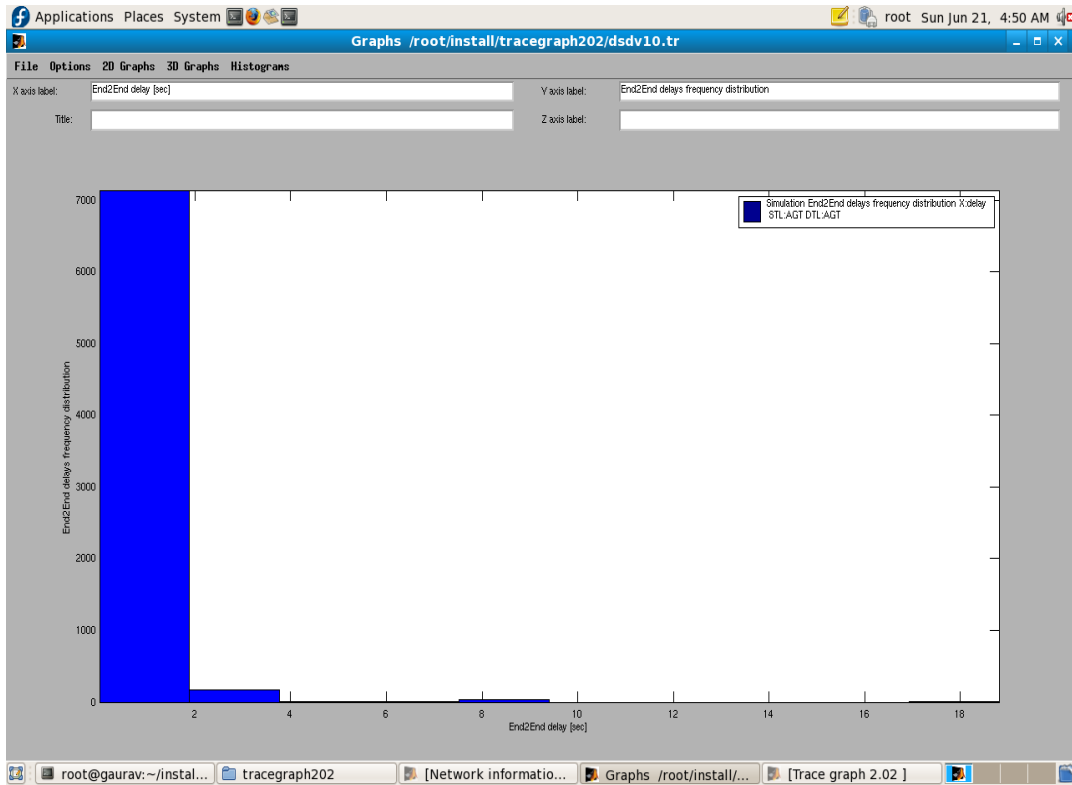 Applications Places System root Sun Jun 21, 4:50 AM
Graphs /root/install/tracegraph202/dsdv10.tr
File Options 2D Graphs 3D Graphs Histograms
X axis label: End2End delay [sec] Y axis label: End2End delays frequency distribution
Title: Z axis label:
Simulation End2End delays frequency distribution X:delay
STL:AGT DTL:AGT
7000
6000
5000
4000
3000
2000
1000
0
End2End delays frequency distribution
2 4 6 8 10 12 14 16 18
End2End delay [sec]
root@gaurav:~/instal... tracegraph202 [Network informatio... Graphs /root/install/... [Trace graph 2.02 ]